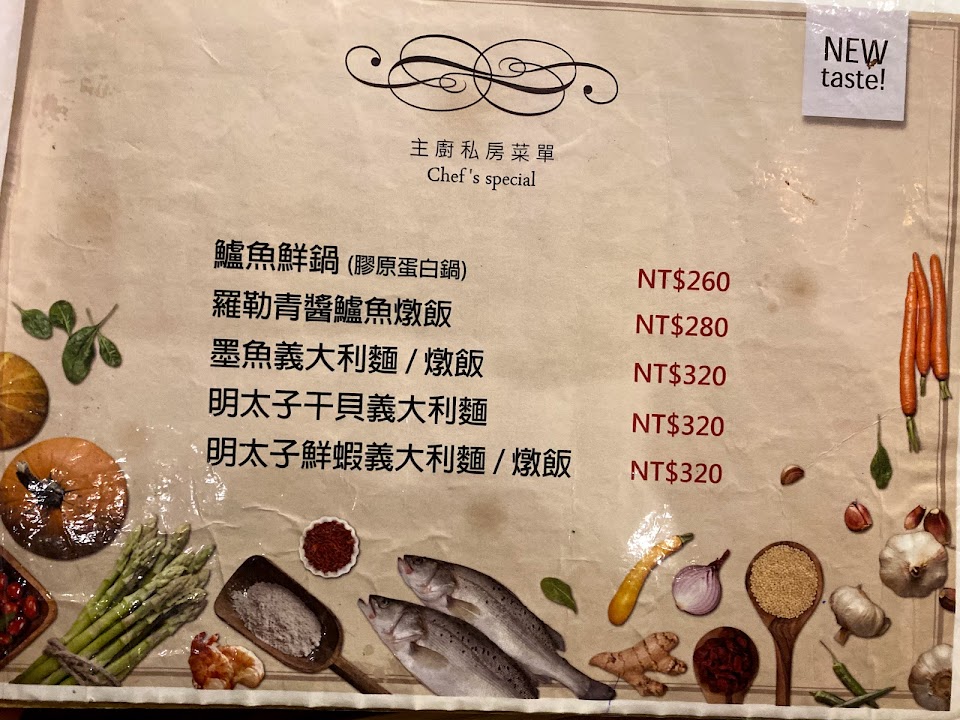 NEW
taste!
主廚私房菜單
Chef's special
鱸魚鮮鍋 (膠原蛋白鍋) NT$260
羅勒青醬鱸魚燉飯 NT$280
墨魚義大利麵 / 燉飯 NT$320
明太子干貝義大利麵 NT$320
明太子鮮蝦義大利麵 / 燉飯 NT$320